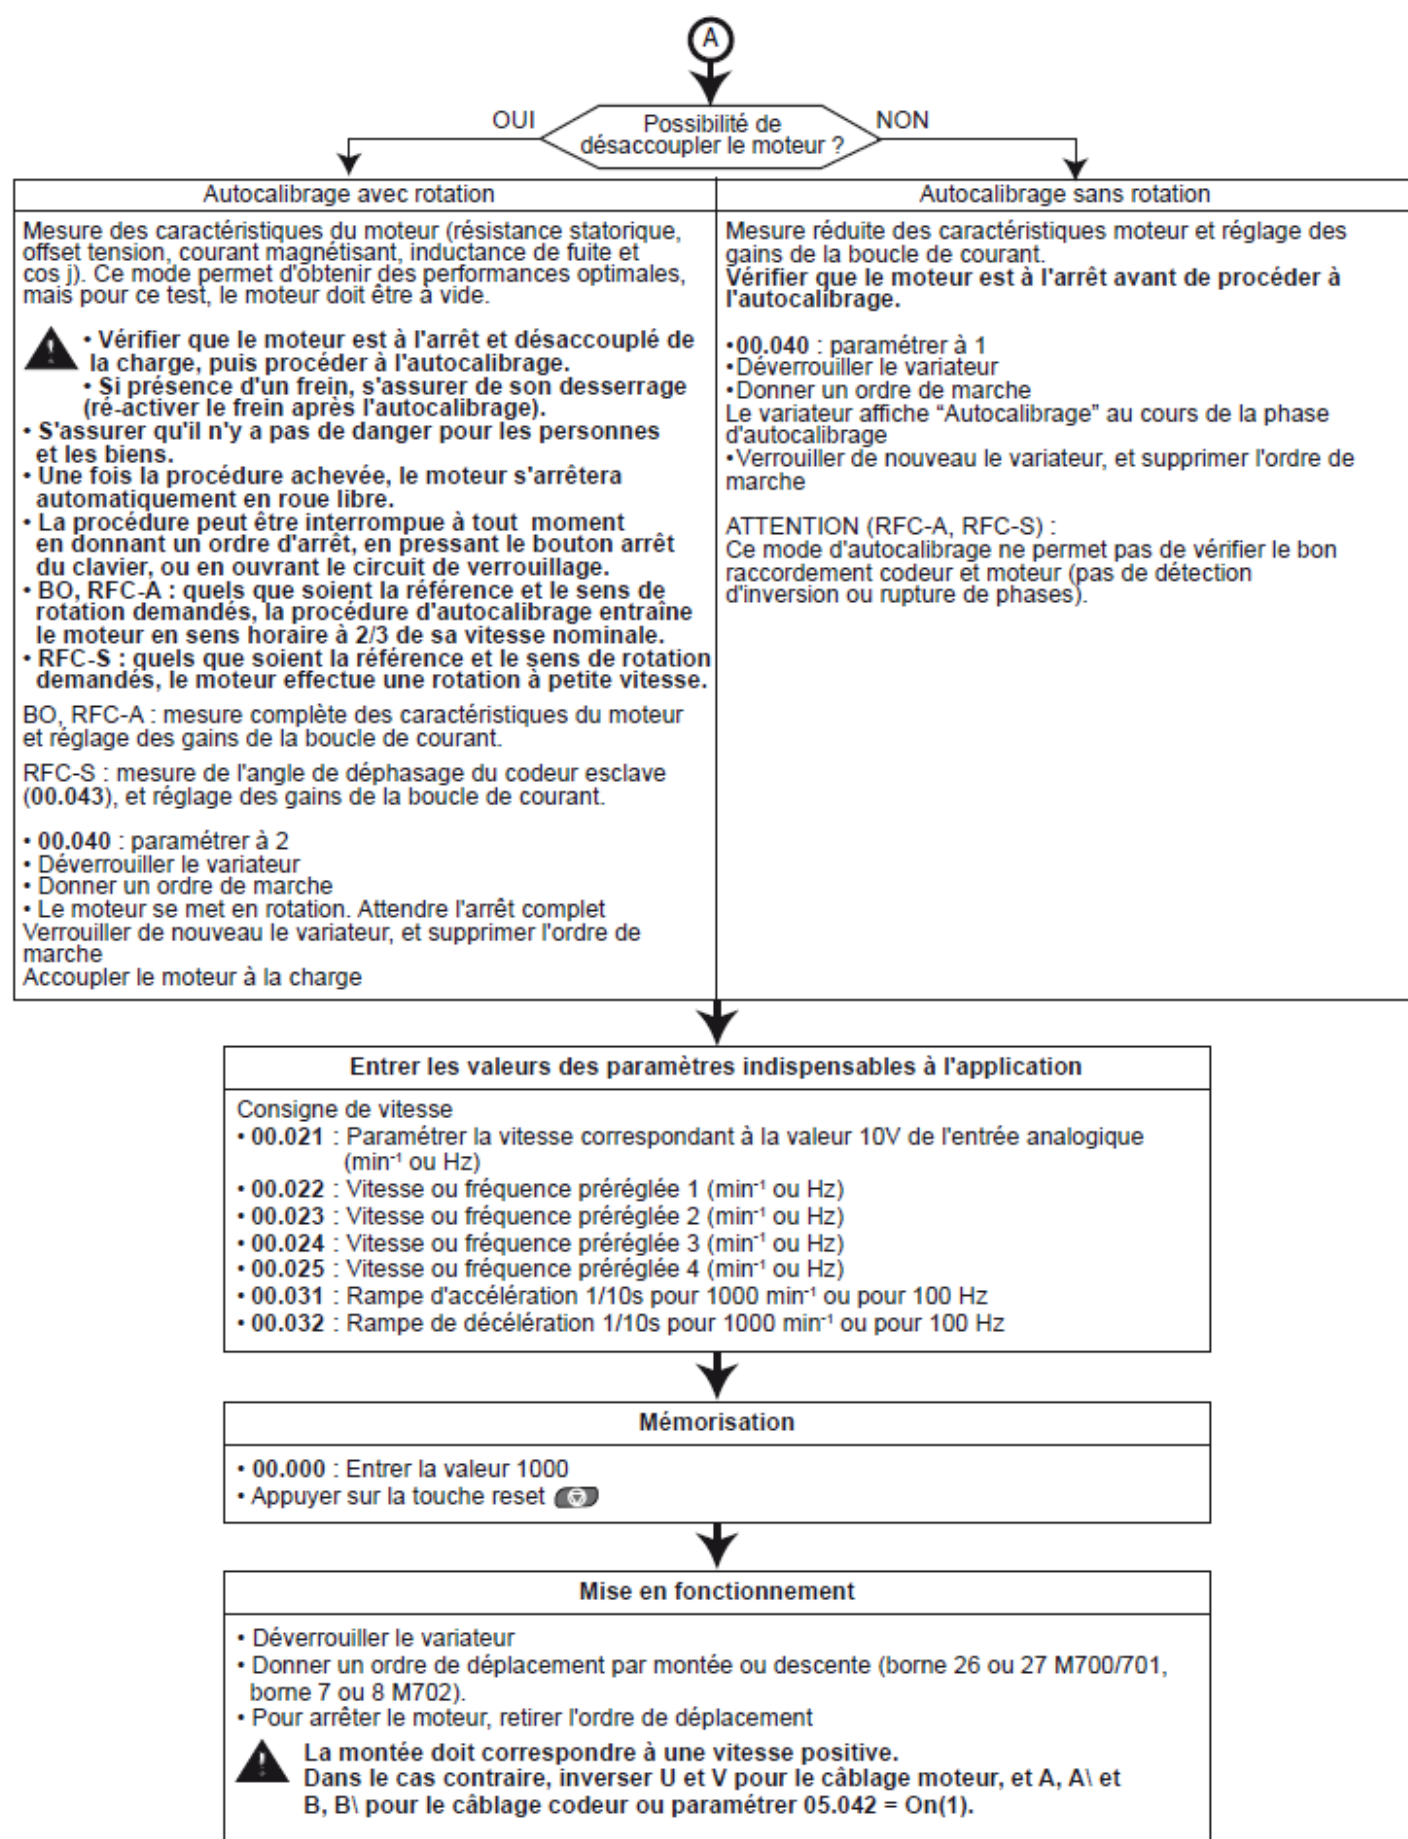 A
OUI
Possibilité de
désaccoupler le moteur ?
NON
Autocalibrage avec rotation
Mesure des caractéristiques du moteur (résistance statorique,
offset tension, courant magnétisant, inductance de fuite et
cos j). Ce mode permet d'obtenir des performances optimales,
mais pour ce test, le moteur doit être à vide.
• Vérifier que le moteur est à l'arrêt et désaccouplé de
la charge, puis procéder à l'autocalibrage.
• Si présence d'un frein, s'assurer de son desserrage
(ré-activer le frein après l'autocalibrage).
• S'assurer qu'il n'y a pas de danger pour les personnes
et les biens.
• Une fois la procédure achevée, le moteur s'arrêtera
automatiquement en roue libre.
• La procédure peut être interrompue à tout moment
en donnant un ordre d'arrêt, en pressant le bouton arrêt
du clavier, ou en ouvrant le circuit de verrouillage.
• BO, RFC-A : quels que soient la référence et le sens de
rotation demandés, la procédure d'autocalibrage entraîne
le moteur en sens horaire à 2/3 de sa vitesse nominale.
• RFC-S : quels que soient la référence et le sens de rotation
demandés, le moteur effectue une rotation à petite vitesse.
BO, RFC-A : mesure complète des caractéristiques du moteur
et réglage des gains de la boucle de courant.
RFC-S : mesure de l'angle de déphasage du codeur esclave
(00.043), et réglage des gains de la boucle de courant.
• 00.040 : paramétrer à 2
• Déverrouiller le variateur
• Donner un ordre de marche
• Le moteur se met en rotation. Attendre l'arrêt complet
Verrouiller de nouveau le variateur, et supprimer l'ordre de
marche
Accoupler le moteur à la charge
Autocalibrage sans rotation
Mesure réduite des caractéristiques moteur et réglage des
gains de la boucle de courant.
Vérifier que le moteur est à l'arrêt avant de procéder à
l'autocalibrage.
•00.040 : paramétrer à 1
•Déverrouiller le variateur
•Donner un ordre de marche
Le variateur affiche “Autocalibrage” au cours de la phase
d'autocalibrage
•Verrouiller de nouveau le variateur, et supprimer l'ordre de
marche
ATTENTION (RFC-A, RFC-S) :
Ce mode d'autocalibrage ne permet pas de vérifier le bon
raccordement codeur et moteur (pas de détection
d'inversion ou rupture de phases).
Entrer les valeurs des paramètres indispensables à l'application
Consigne de vitesse
• 00.021 : Paramétrer la vitesse correspondant à la valeur 10V de l'entrée analogique
(min⁻¹ ou Hz)
• 00.022 : Vitesse ou fréquence préréglée 1 (min⁻¹ ou Hz)
• 00.023 : Vitesse ou fréquence préréglée 2 (min⁻¹ ou Hz)
• 00.024 : Vitesse ou fréquence préréglée 3 (min⁻¹ ou Hz)
• 00.025 : Vitesse ou fréquence préréglée 4 (min⁻¹ ou Hz)
• 00.031 : Rampe d'accélération 1/10s pour 1000 min⁻¹ ou pour 100 Hz
• 00.032 : Rampe de décélération 1/10s pour 1000 min⁻¹ ou pour 100 Hz
Mémorisation
• 00.000 : Entrer la valeur 1000
• Appuyer sur la touche reset
Mise en fonctionnement
• Déverrouiller le variateur
• Donner un ordre de déplacement par montée ou descente (borne 26 ou 27 M700/701,
borne 7 ou 8 M702).
• Pour arrêter le moteur, retirer l'ordre de déplacement
La montée doit correspondre à une vitesse positive.
Dans le cas contraire, inverser U et V pour le câblage moteur, et A, A\ et
B, B\ pour le câblage codeur ou paramétrer 05.042 = On(1).